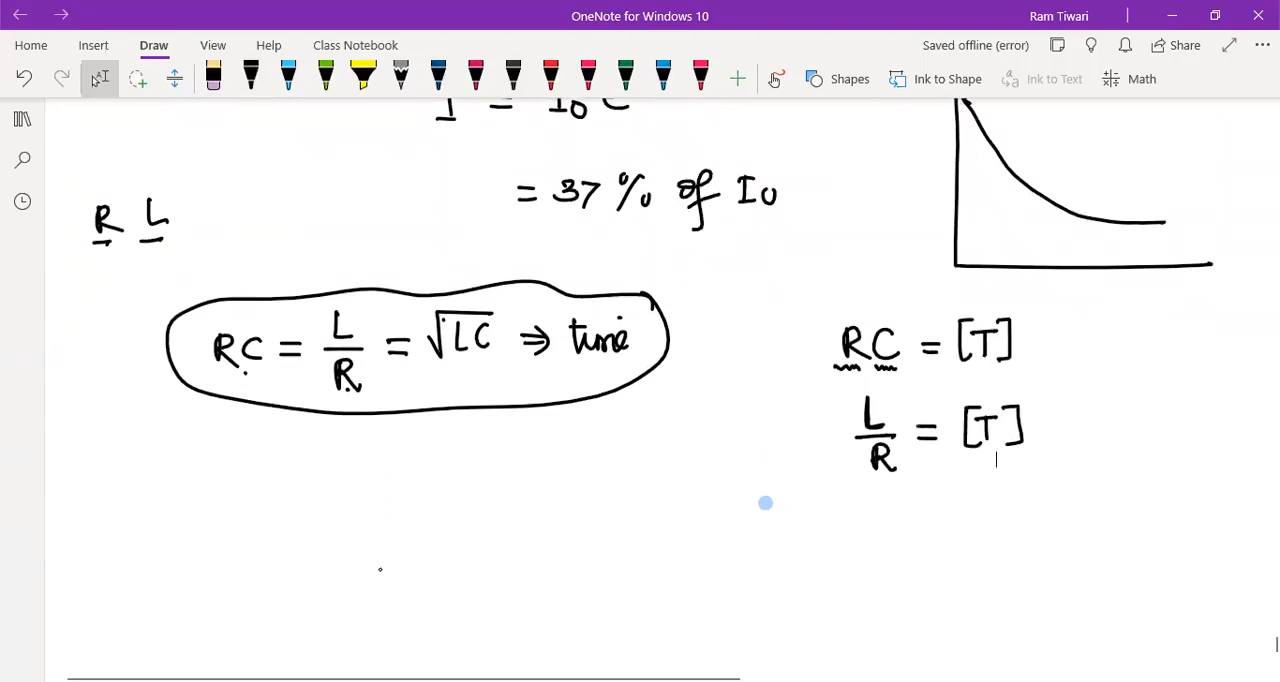 OneNote for Windows 10
Ram Tiwari
Home Insert Draw View Help Class Notebook
Saved offline (error)
Share
Shapes
Ink to Shape
Ink to Text
Math
= 37 % of I0
R L
RC = L/R = √LC ⇒ time
RC = [T]
L/R = [T]